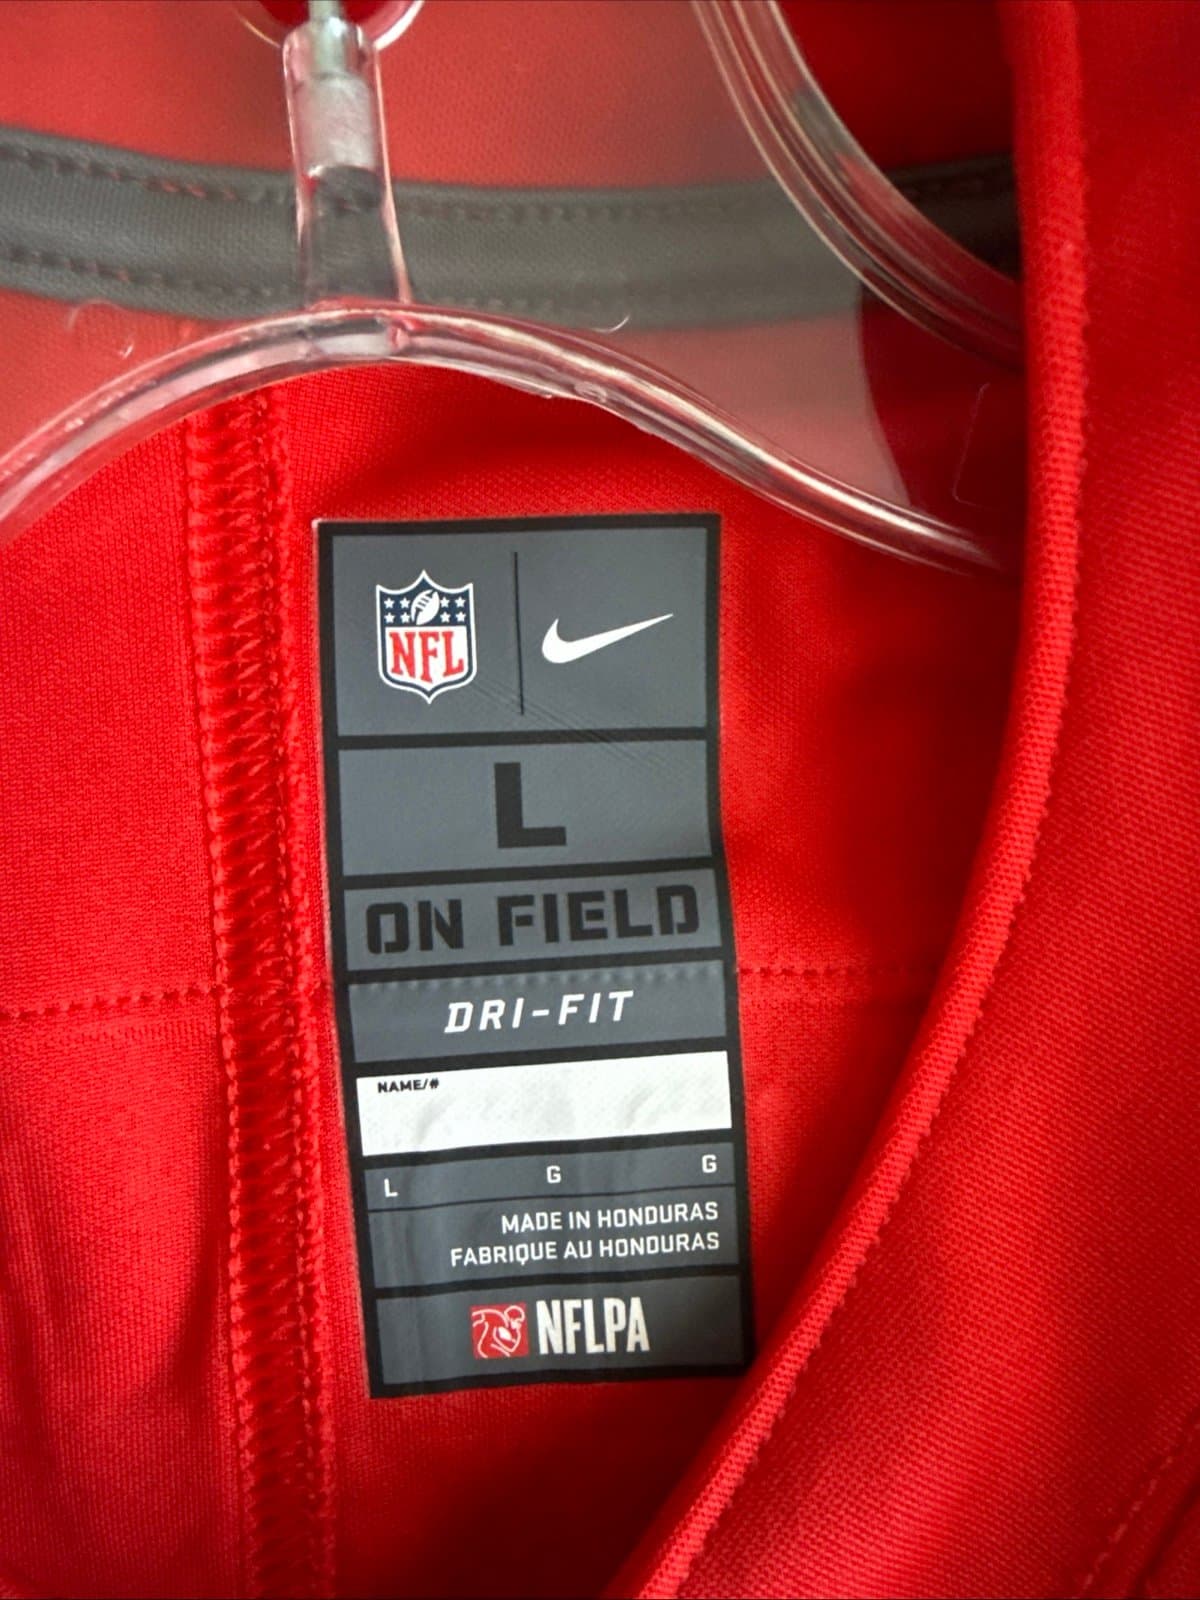 NFL
L
ON FIELD
DRI-FIT
NAME/#
L G G
MADE IN HONDURAS
FABRIQUE AU HONDURAS
NFLPA